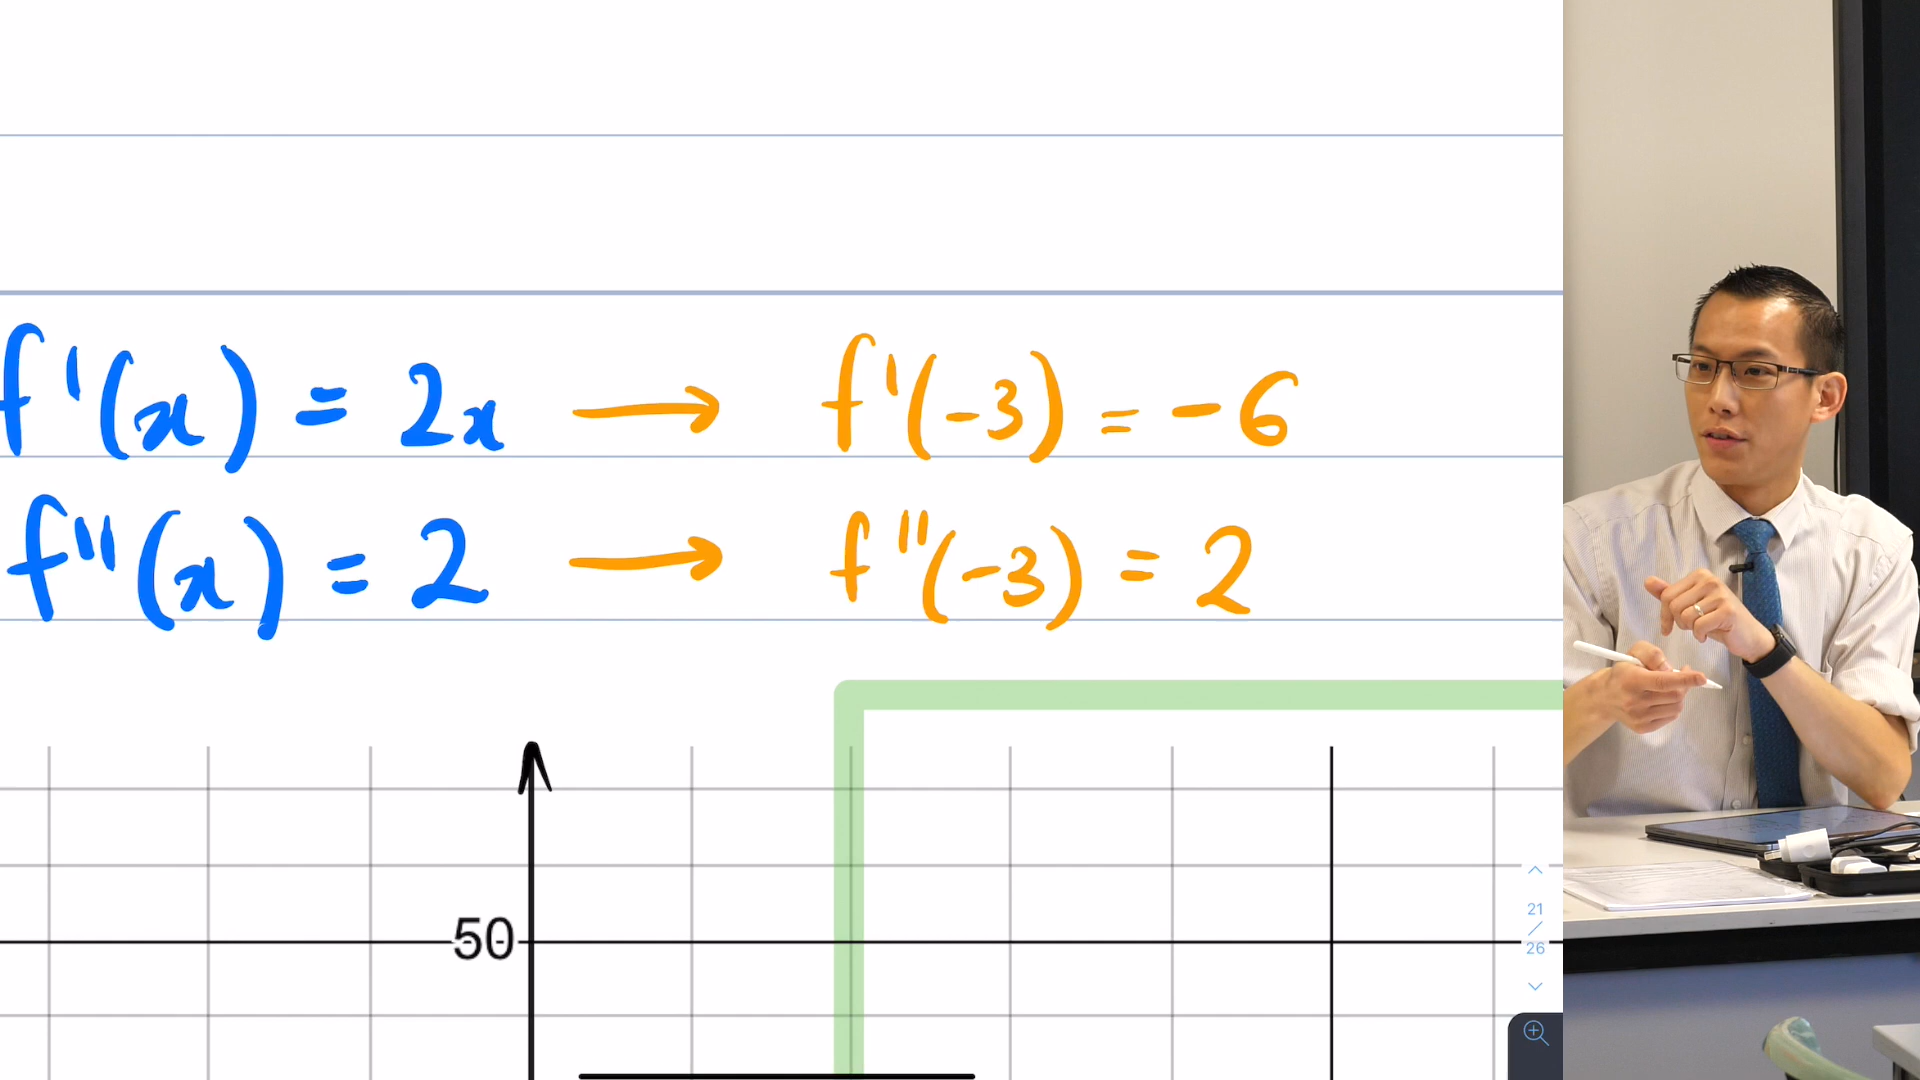 f'(x) = 2x → f'(-3) = -6
f''(x) = 2 → f''(-3) = 2
50
21
/
26